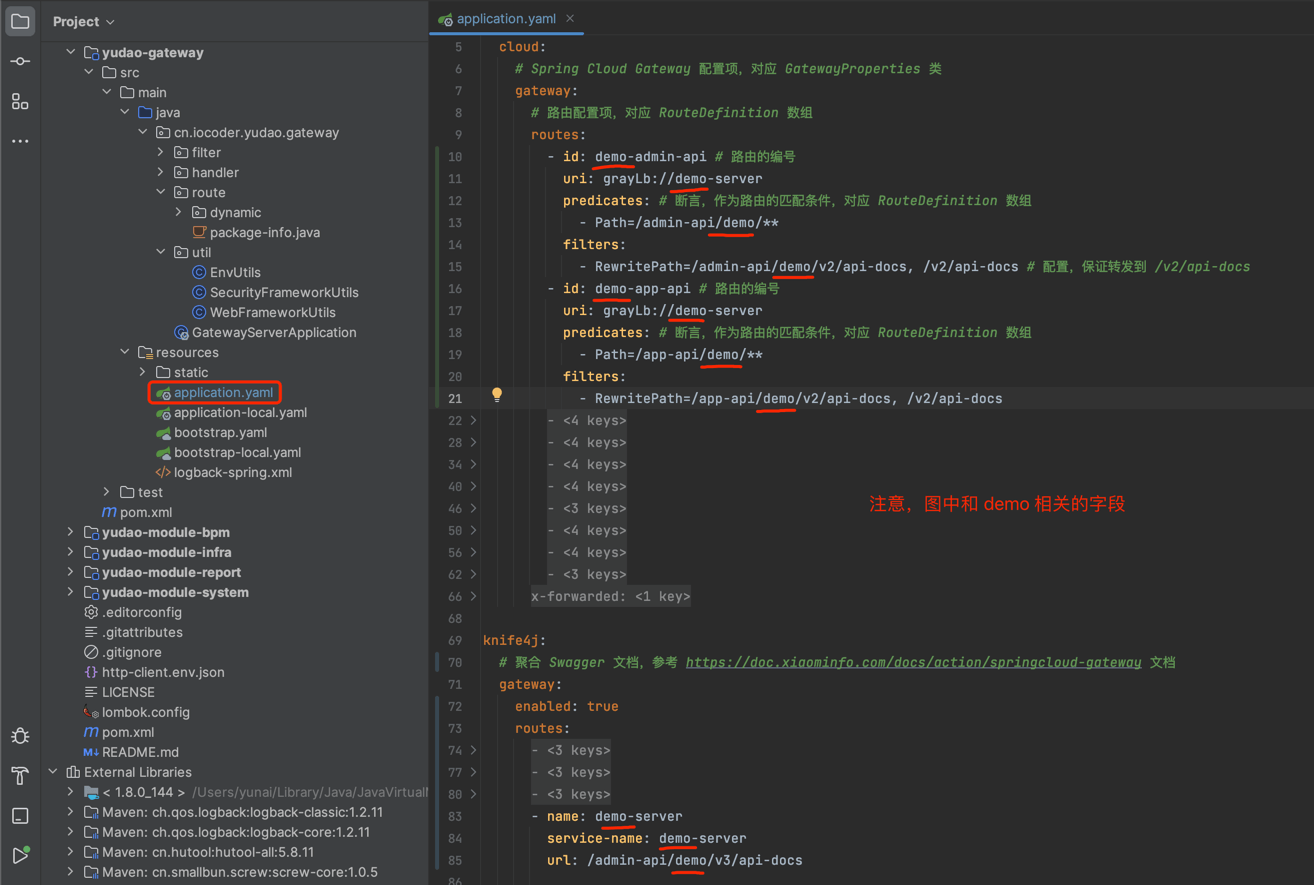 Project
yudao-gateway
src
main
java
cn.iocoder.yudao.gateway
filter
handler
route
dynamic
package-info.java
util
EnvUtils
SecurityFrameworkUtils
WebFrameworkUtils
GatewayServerApplication
resources
static
application.yaml
application-local.yaml
bootstrap.yaml
bootstrap-local.yaml
logback-spring.xml
test
pom.xml
yudao-module-bpm
yudao-module-infra
yudao-module-report
yudao-module-system
.editorconfig
.gitattributes
.gitignore
http-client.env.json
LICENSE
lombok.config
pom.xml
README.md
External Libraries
< 1.8.0_144 > /Users/yunai/Library/Java/JavaVirtual
Maven: ch.qos.logback:logback-classic:1.2.11
Maven: ch.qos.logback:logback-core:1.2.11
Maven: cn.hutool:hutool-all:5.8.11
Maven: cn.smallbun.screw:screw-core:1.0.5
application.yaml
5 cloud:
6 # Spring Cloud Gateway 配置项，对应 GatewayProperties 类
7 gateway:
8 # 路由配置项，对应 RouteDefinition 数组
9 routes:
10 - id: demo-admin-api # 路由的编号
11 uri: grayLb://demo-server
12 predicates: # 断言，作为路由的匹配条件，对应 RouteDefinition 数组
13 - Path=/admin-api/demo/**
14 filters:
15 - RewritePath=/admin-api/demo/v2/api-docs, /v2/api-docs # 配置，保证转发到 /v2/api-docs
16 - id: demo-app-api # 路由的编号
17 uri: grayLb://demo-server
18 predicates: # 断言，作为路由的匹配条件，对应 RouteDefinition 数组
19 - Path=/app-api/demo/**
20 filters:
21 - RewritePath=/app-api/demo/v2/api-docs, /v2/api-docs
22 - <4 keys>
28 - <4 keys>
34 - <4 keys>
40 - <4 keys>
46 - <3 keys>
50 - <4 keys>
56 - <4 keys>
62 - <3 keys>
66 x-forwarded: <1 key>
68
69 knife4j:
70 # 聚合 Swagger 文档，参考 https://doc.xiaominfo.com/docs/action/springcloud-gateway 文档
71 gateway:
72 enabled: true
73 routes:
74 - <3 keys>
77 - <3 keys>
80 - <3 keys>
83 - name: demo-server
84 service-name: demo-server
85 url: /admin-api/demo/v3/api-docs
86
注意，图中和 demo 相关的字段